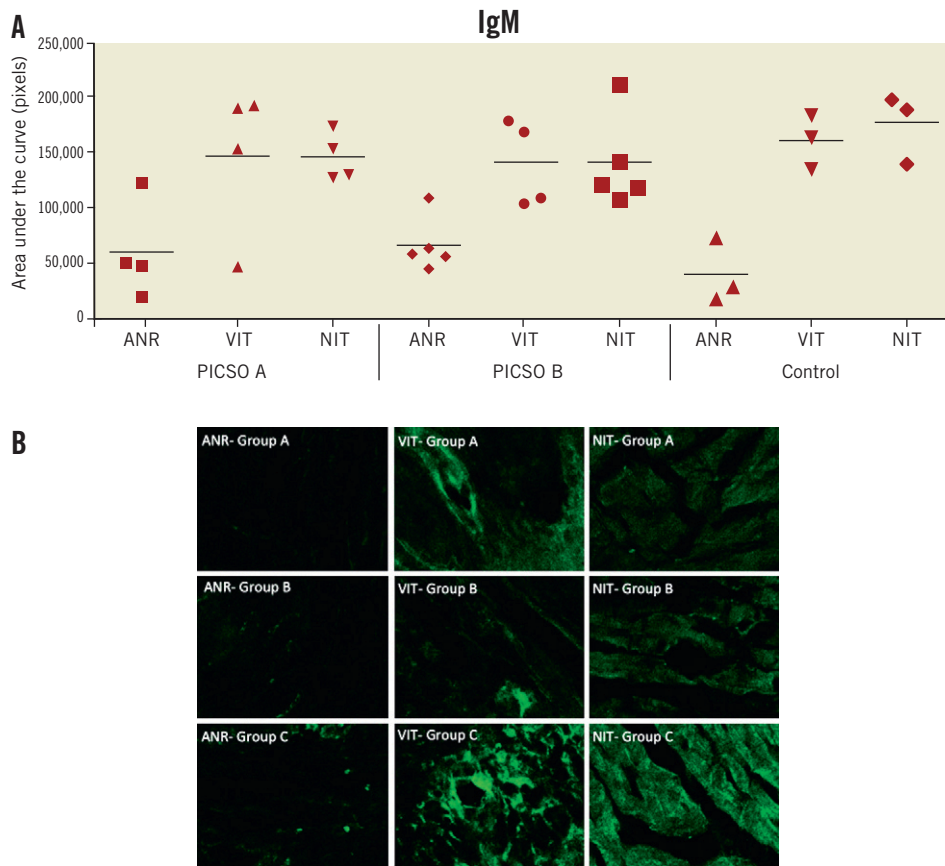 A
IgM
Area under the curve (pixels)
250,000
200,000
150,000
100,000
50,000
0
ANR VIT NIT ANR VIT NIT ANR VIT NIT
PICSO A PICSO B Control
B
ANR- Group A VIT- Group A NIT- Group A
ANR- Group B VIT- Group B NIT- Group B
ANR- Group C VIT- Group C NIT- Group C